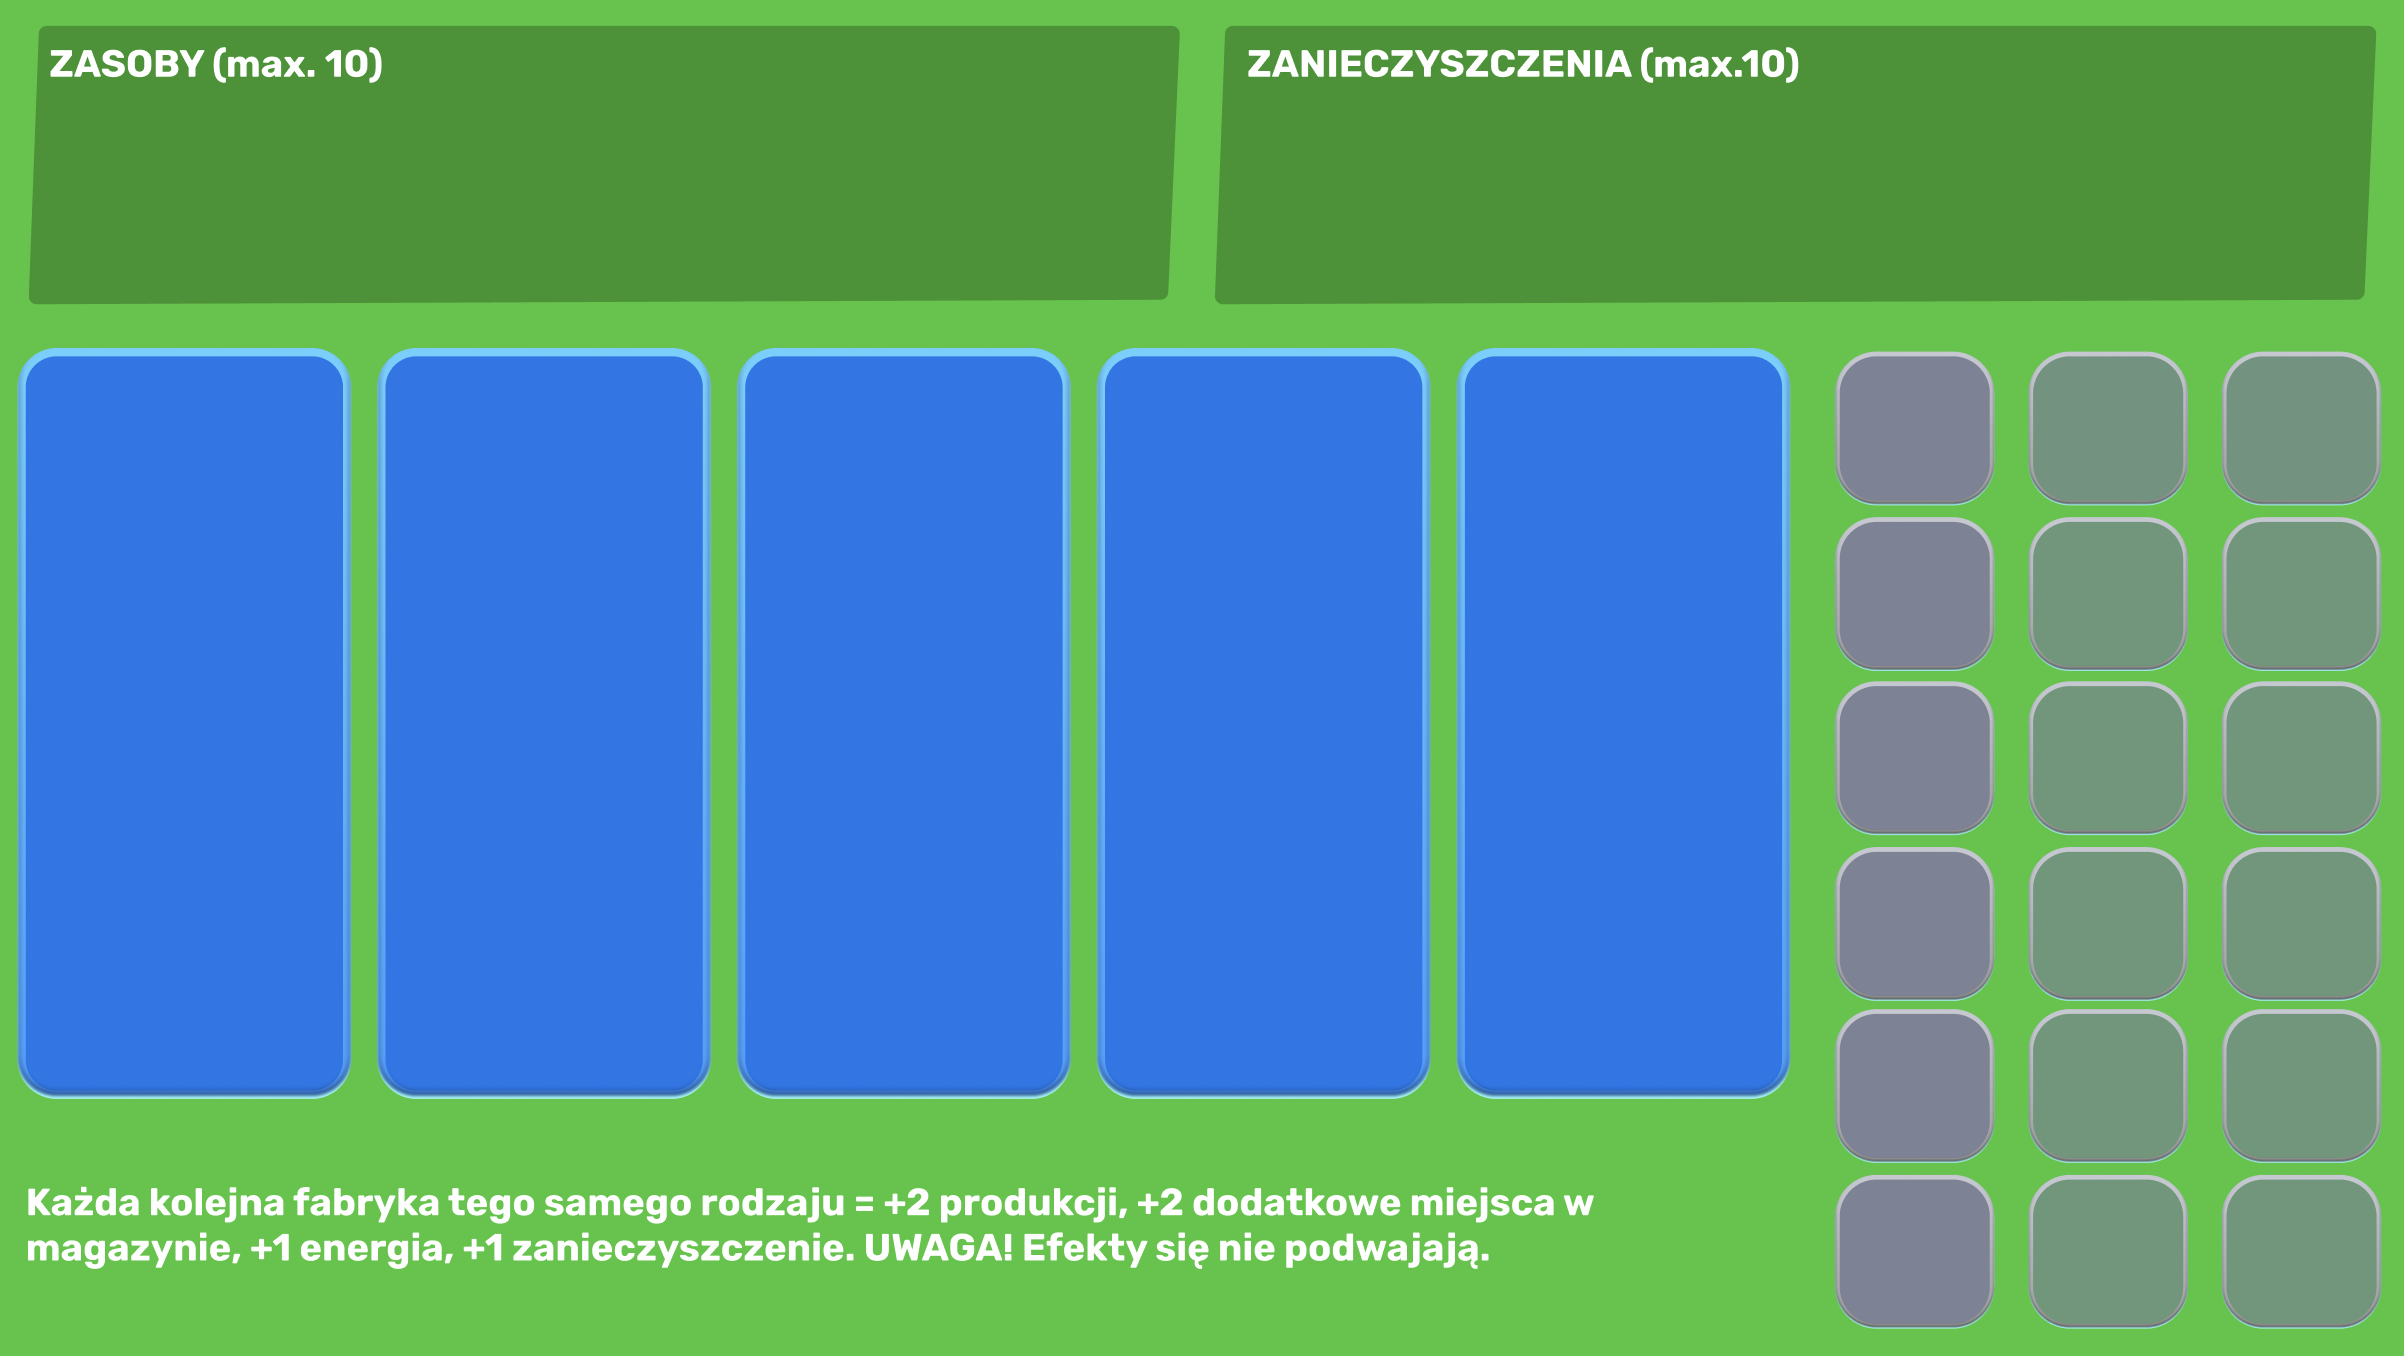 ZASOBY (max. 10)
ZANIECZYSZCZENIA (max.10)
Każda kolejna fabryka tego samego rodzaju = +2 produkcji, +2 dodatkowe miejsca w
magazynie, +1 energia, +1 zanieczyszczenie. UWAGA! Efekty się nie podwajają.